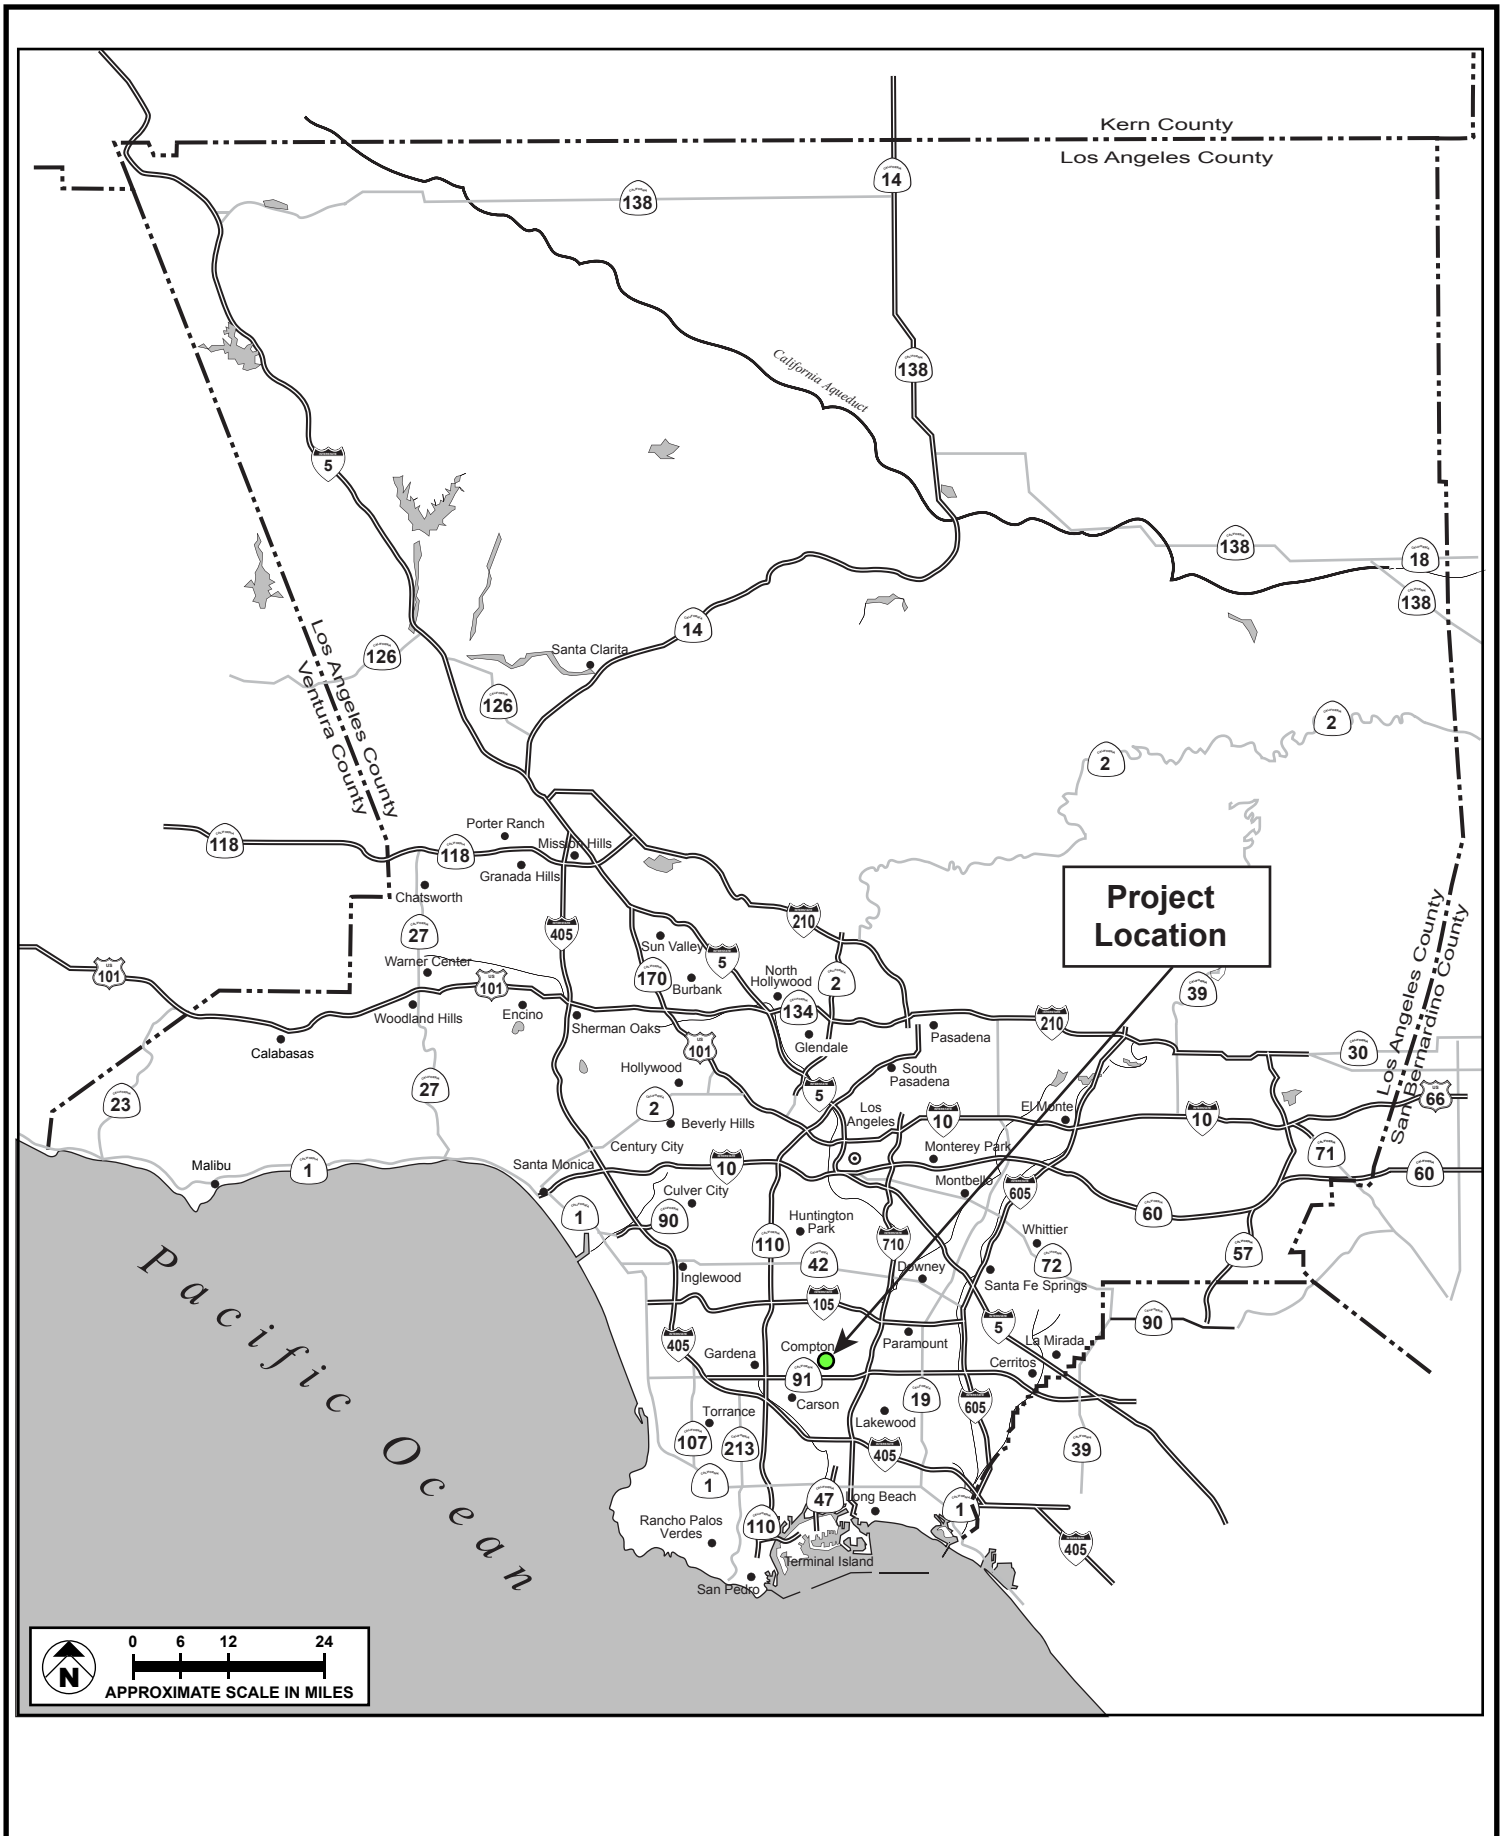 Kern County
Los Angeles County
14
138
138
California Aqueduct
5
138
18
138
14
Los Angeles County
Ventura County
126
Santa Clarita
126
2
2
Porter Ranch
118
118
Mission Hills
Granada Hills
Chatsworth
Project
Location
210
27
405
Sun Valley
5
Los Angeles County
San Bernardino County
Warner Center
US
101
US
101
170
Burbank
North
Hollywood
2
39
Woodland Hills
Encino
Sherman Oaks
134
210
Pasadena
Calabasas
Glendale
US
101
30
Hollywood
South
Pasadena
27
5
US
66
23
2
Beverly Hills
Los
Angeles
10
El Monte
10
Century City
Monterey Park
71
Malibu
1
Santa Monica
10
60
Montbello
605
Culver City
1
90
Huntington
Park
60
110
710
Whittier
57
42
72
Downey
Inglewood
Santa Fe Springs
105
5
90
405
Compton
Paramount
La Mirada
Gardena
Cerritos
91
19
Carson
605
Torrance
Lakewood
107
213
405
39
1
47
Long Beach
1
Rancho Palos
Verdes
110
405
Terminal Island
San Pedro
Pacific Ocean
0 6 12 24
N
APPROXIMATE SCALE IN MILES